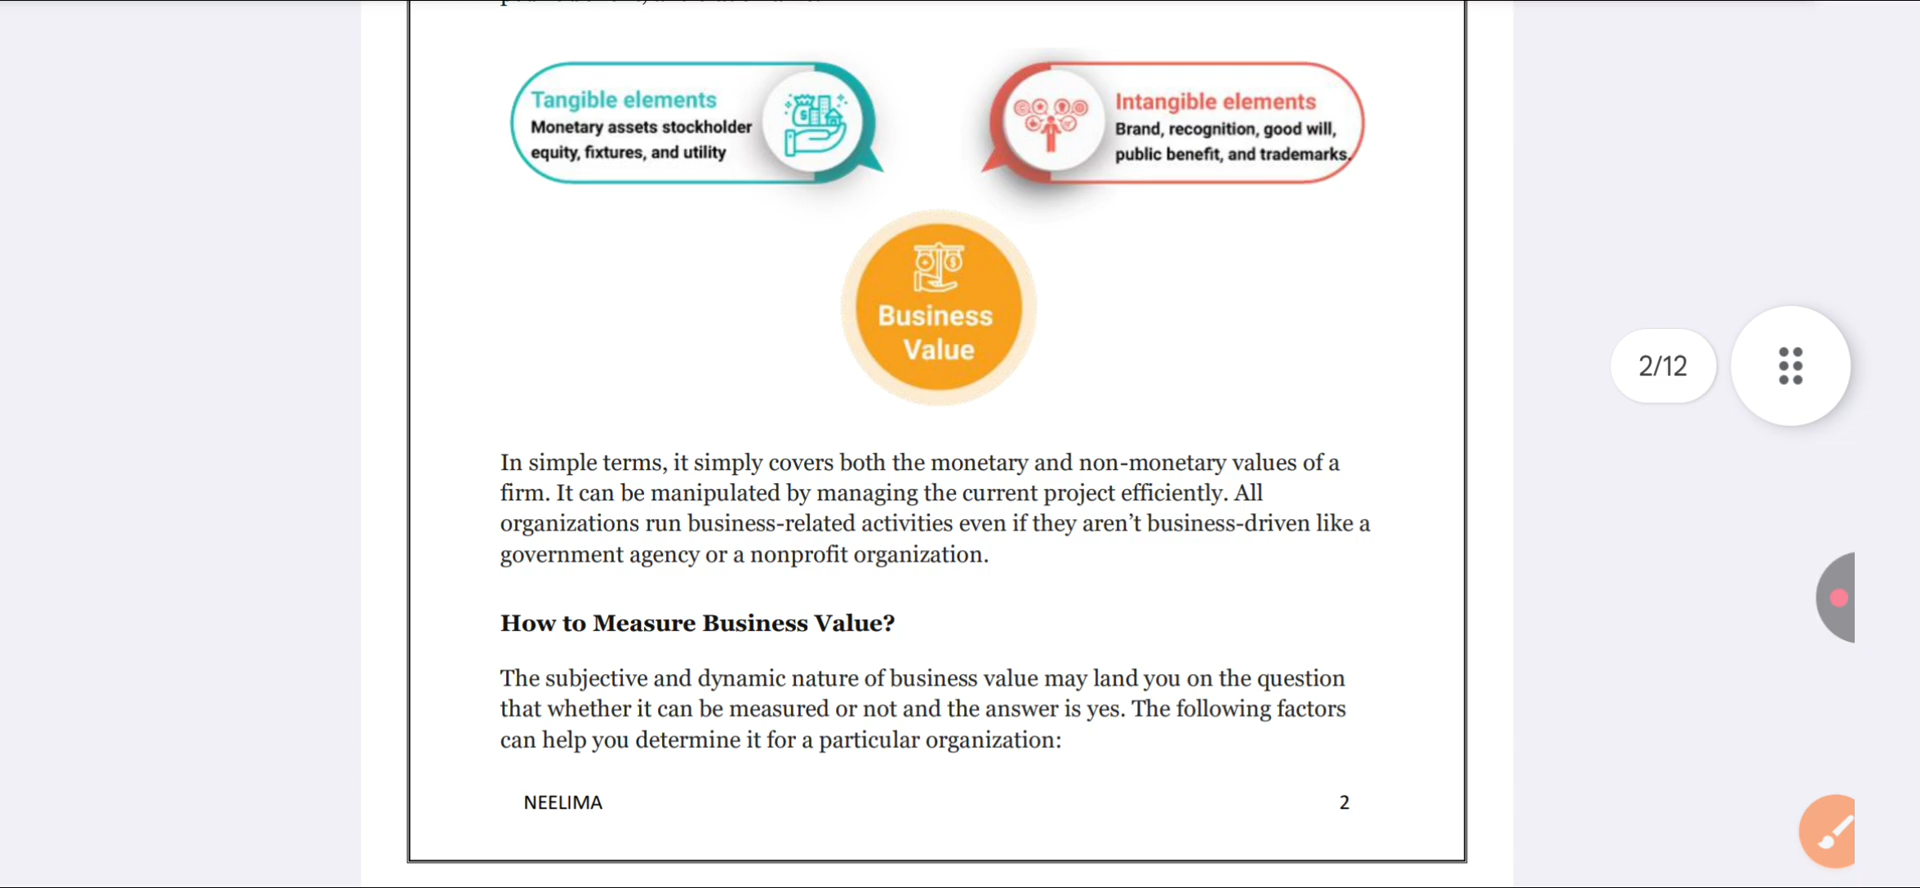 Tangible elements
Monetary assets stockholder
equity, fixtures, and utility
Intangible elements
Brand, recognition, good will,
public benefit, and trademarks.
Business
Value
2/12
In simple terms, it simply covers both the monetary and non-monetary values of a
firm. It can be manipulated by managing the current project efficiently. All
organizations run business-related activities even if they aren’t business-driven like a
government agency or a nonprofit organization.
How to Measure Business Value?
The subjective and dynamic nature of business value may land you on the question
that whether it can be measured or not and the answer is yes. The following factors
can help you determine it for a particular organization:
NEELIMA 2